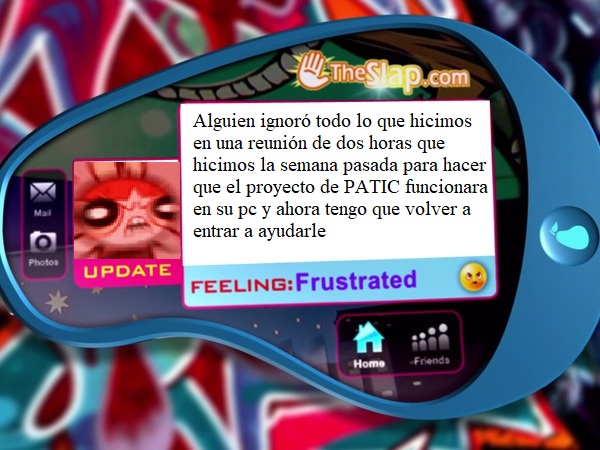 TheSlap.com
Alguien ignoró todo lo que hicimos
en una reunión de dos horas que
hicimos la semana pasada para hacer
que el proyecto de PATIC funcionara
en su pc y ahora tengo que volver a
entrar a ayudarle
Mail
Photos
UPDATE
FEELING:Frustrated
Home
-Friends